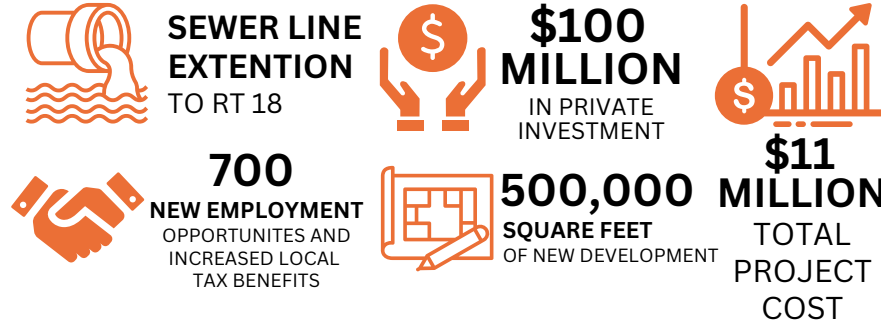 SEWER LINE
EXTENTION
TO RT 18
$100
MILLION
IN PRIVATE
INVESTMENT
$11
MILLION
TOTAL
PROJECT
COST
700
NEW EMPLOYMENT
OPPORTUNITES AND
INCREASED LOCAL
TAX BENEFITS
500,000
SQUARE FEET
OF NEW DEVELOPMENT